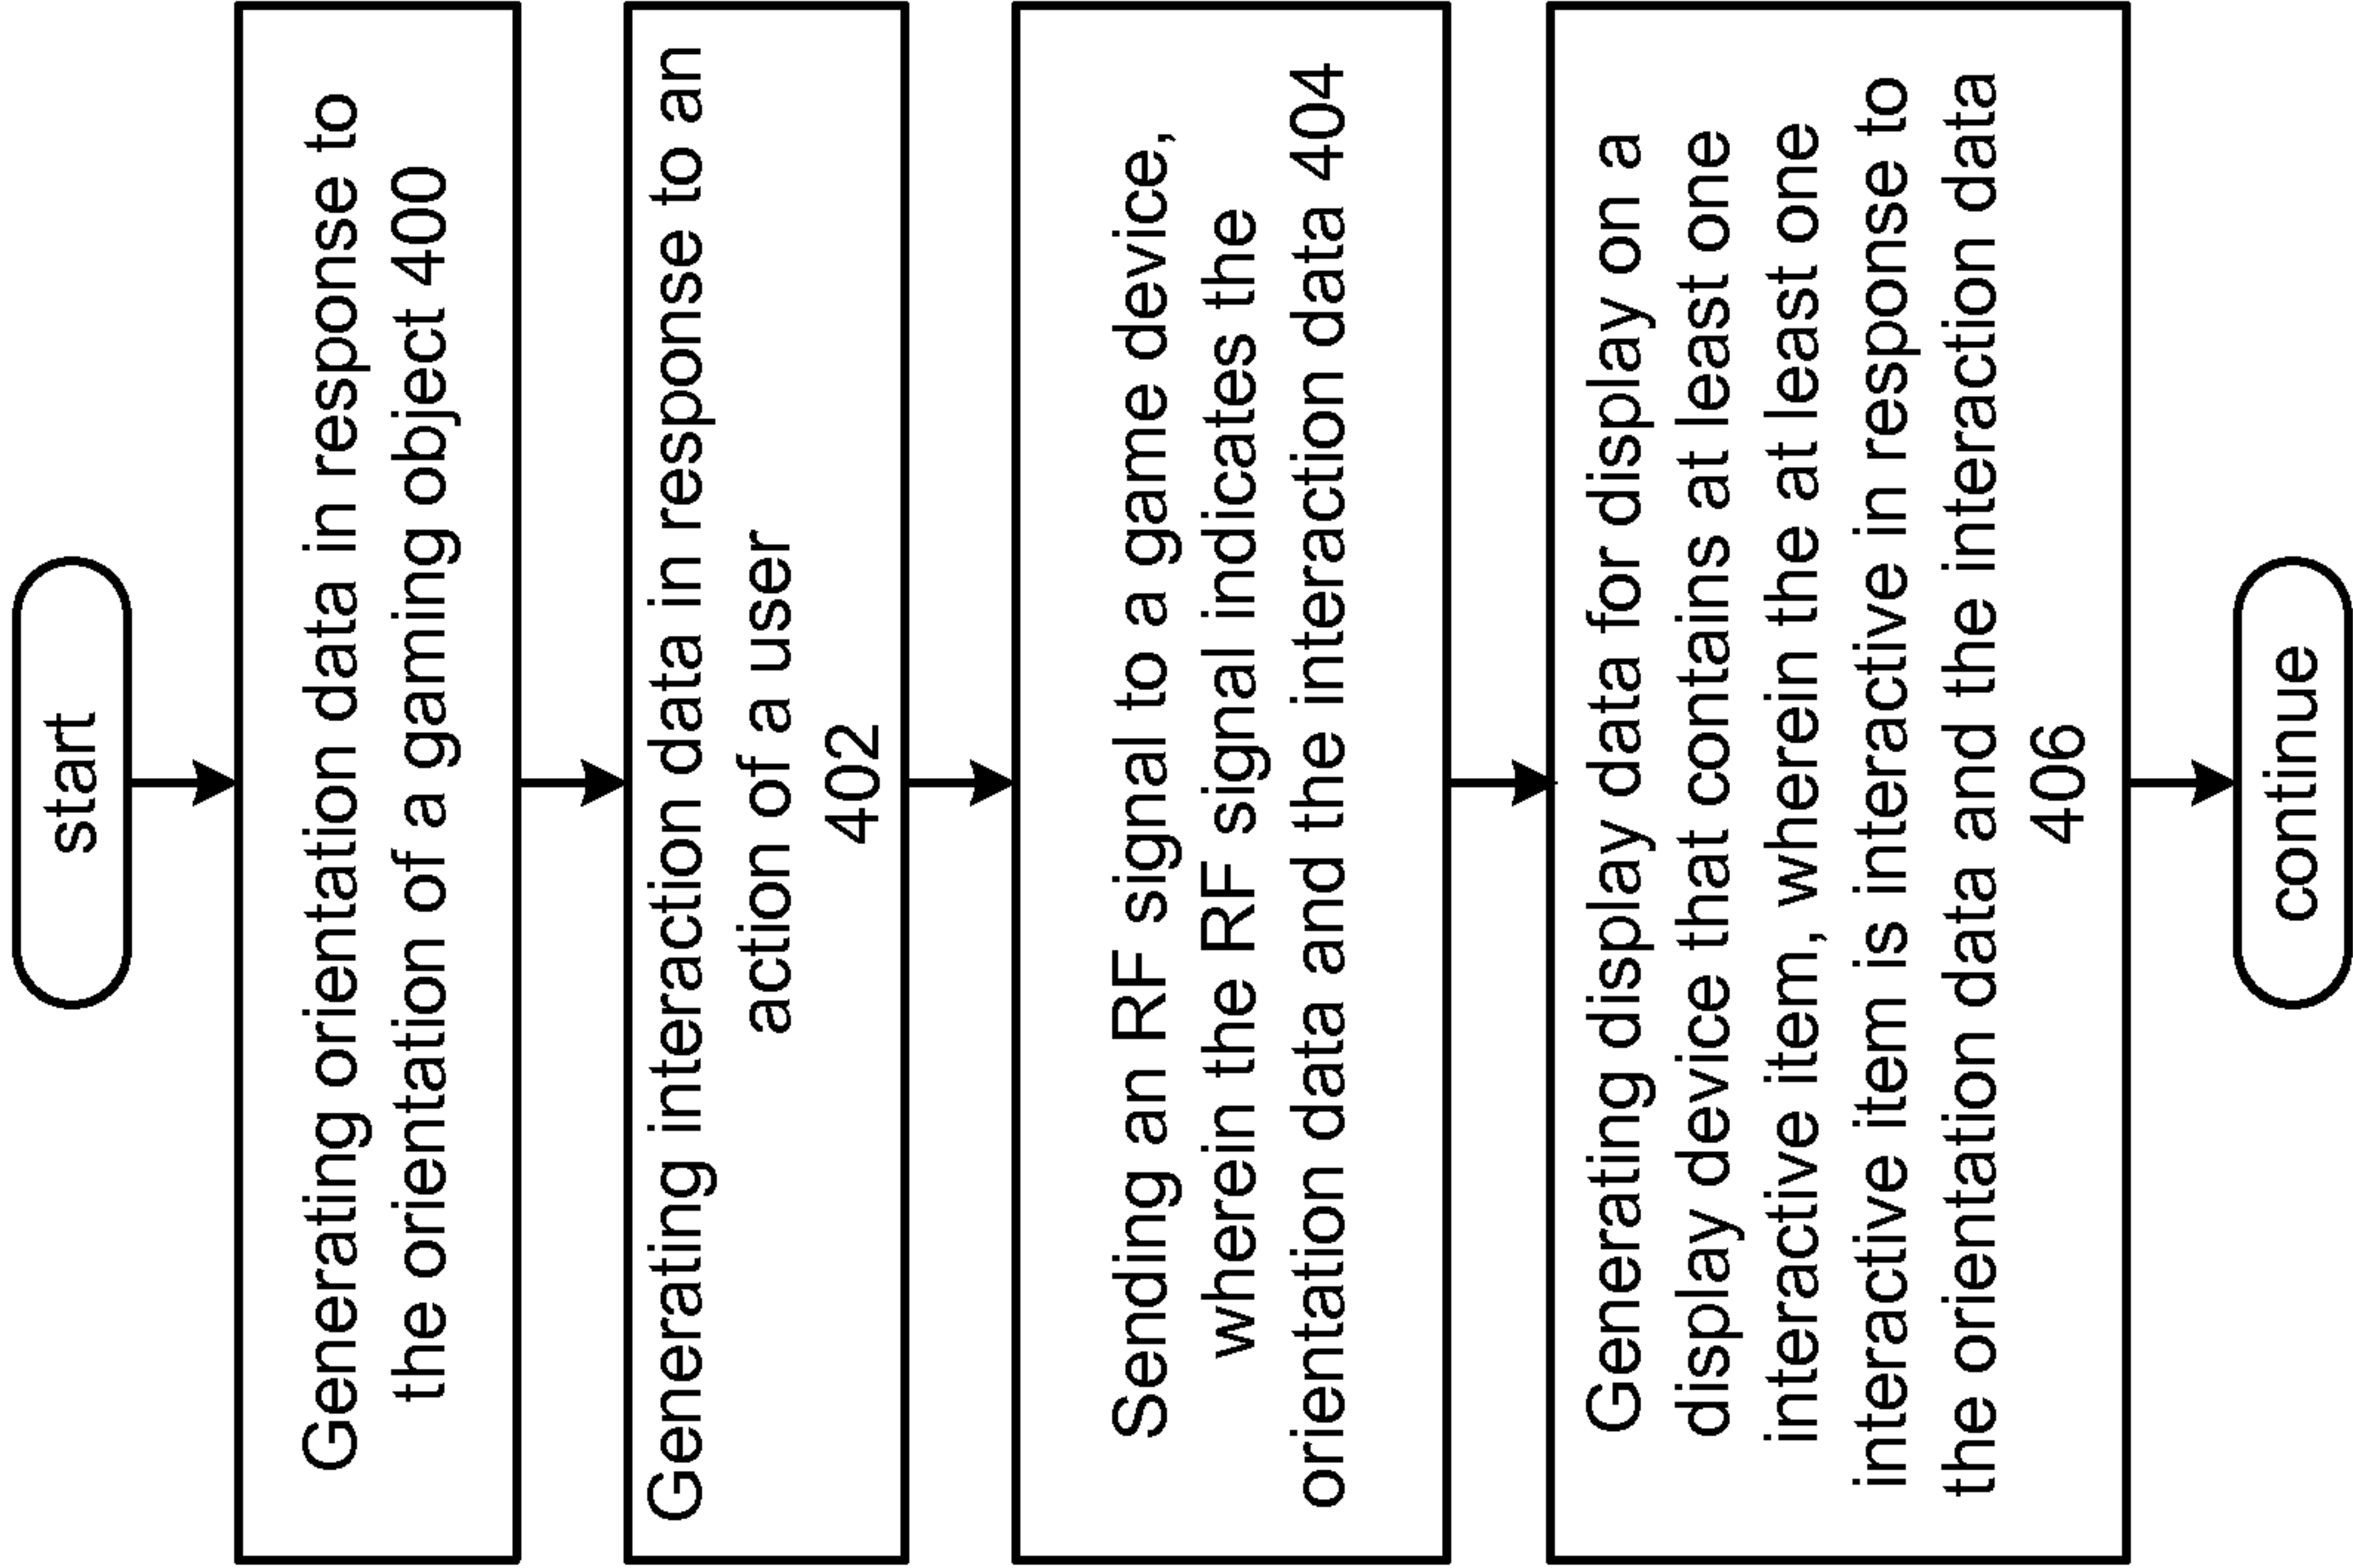 start
Generating orientation data in response to
the orientation of a gaming object 400
Generating interaction data in response to an
action of a user
402
Sending an RF signal to a game device,
wherein the RF signal indicates the
orientation data and the interaction data 404
Generating display data for display on a
display device that contains at least one
interactive item, wherein the at least one
interactive item is interactive in response to
the orientation data and the interaction data
406
continue